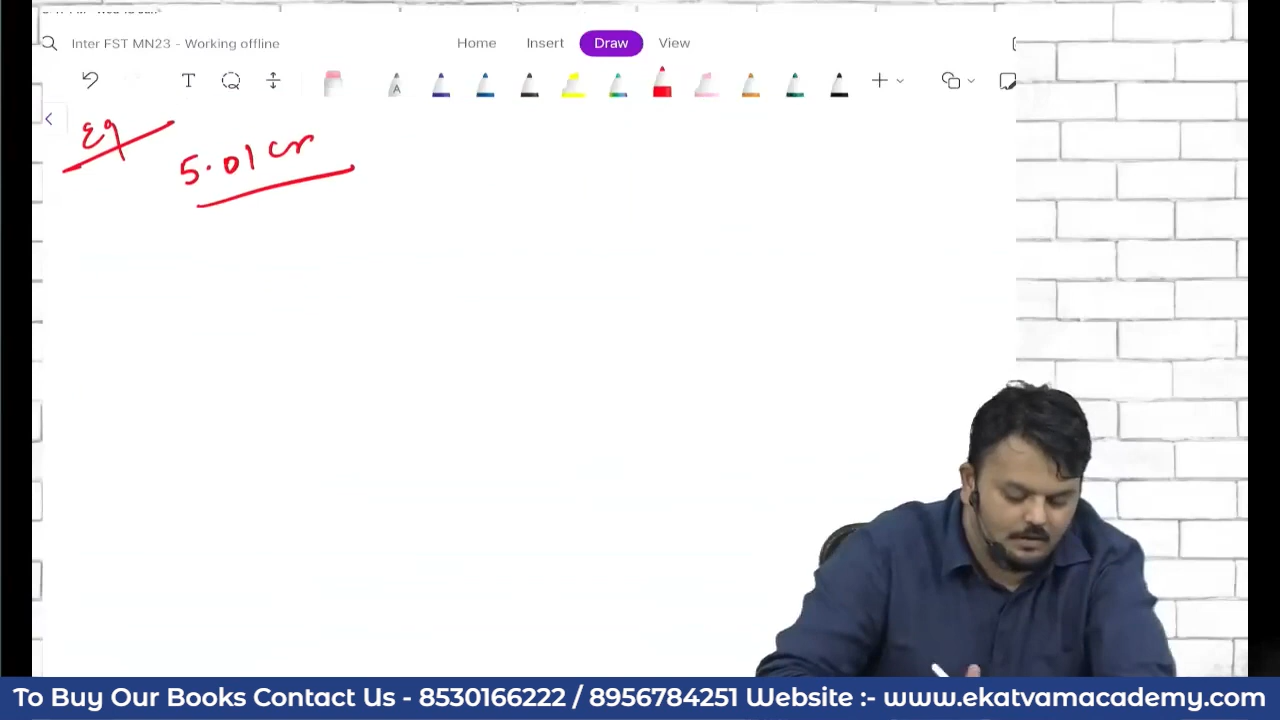 Inter FST MN23 - Working offline
Home Insert Draw View
T
A
Eg
5.01 cr
To Buy Our Books Contact Us - 8530166222 / 8956784251 Website :- www.ekatvamacademy.com